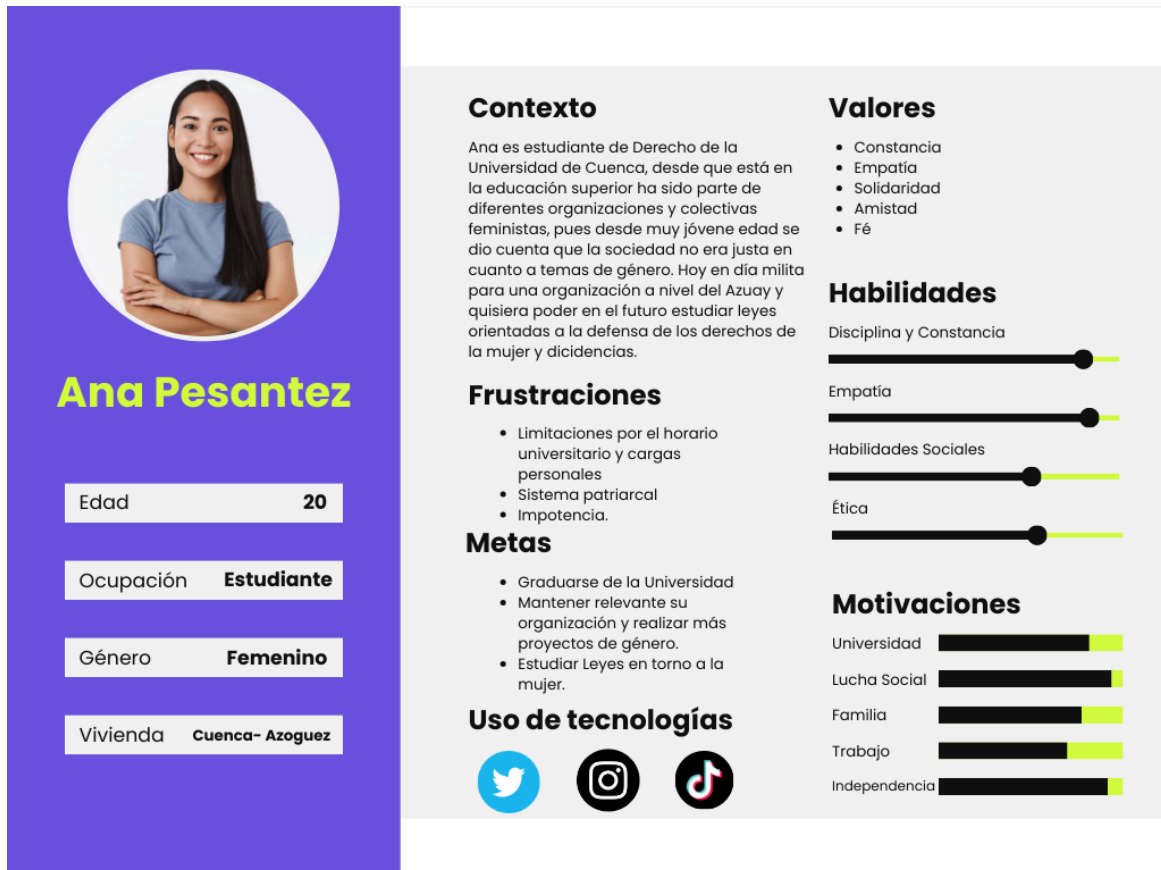 Ana Pesantez
Edad 20
Ocupación Estudiante
Género Femenino
Vivienda Cuenca- Azoguez
Contexto
Ana es estudiante de Derecho de la
Universidad de Cuenca, desde que está en
la educación superior ha sido parte de
diferentes organizaciones y colectivas
feministas, pues desde muy jóvene edad se
dio cuenta que la sociedad no era justa en
cuanto a temas de género. Hoy en día milita
para una organización a nivel del Azuay y
quisiera poder en el futuro estudiar leyes
orientadas a la defensa de los derechos de
la mujer y dicidencias.
Frustraciones
• Limitaciones por el horario
universitario y cargas
personales
• Sistema patriarcal
• Impotencia.
Metas
• Graduarse de la Universidad
• Mantener relevante su
organización y realizar más
proyectos de género.
• Estudiar Leyes en torno a la
mujer.
Uso de tecnologías
Valores
• Constancia
• Empatía
• Solidaridad
• Amistad
• Fé
Habilidades
Disciplina y Constancia
Empatía
Habilidades Sociales
Ética
Motivaciones
Universidad
Lucha Social
Familia
Trabajo
Independencia